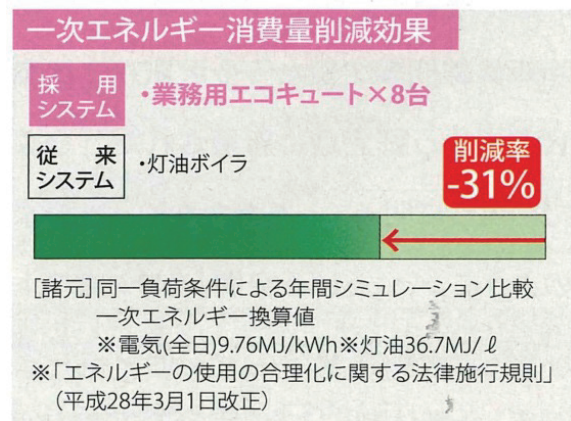 一次エネルギー消費量削減効果
採用
システム
・業務用エコキュート×8台
従来
システム
・灯油ボイラ
削減率
-31%
[諸元]同一負荷条件による年間シミュレーション比較
一次エネルギー換算値
※電気(全日)9.76MJ/kWh※灯油36.7MJ/ℓ
※「エネルギーの使用の合理化に関する法律施行規則」
(平成28年3月1日改正)